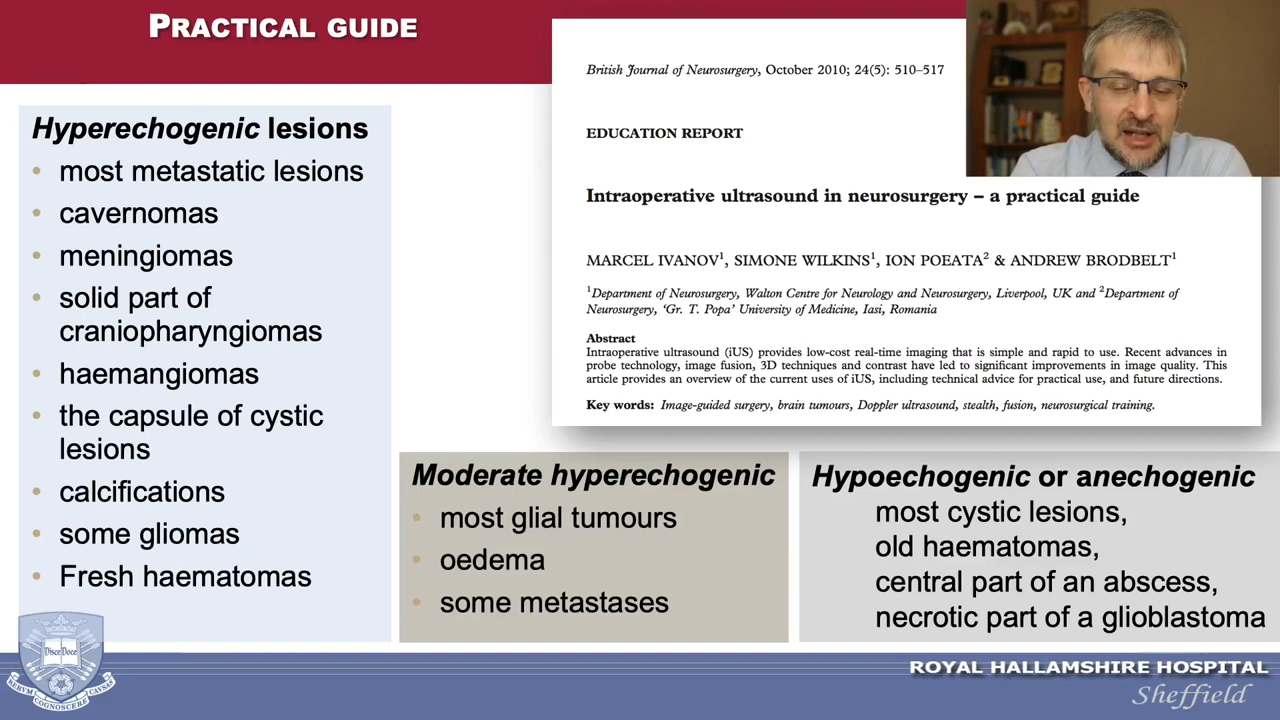 PRACTICAL GUIDE
British Journal of Neurosurgery, October 2010; 24(5): 510–517
EDUCATION REPORT
Intraoperative ultrasound in neurosurgery – a practical guide
MARCEL IVANOV1, SIMONE WILKINS1, ION POEATA2 & ANDREW BRODBELT1
1Department of Neurosurgery, Walton Centre for Neurology and Neurosurgery, Liverpool, UK and 2Department of
Neurosurgery, ‘Gr. T. Popa’ University of Medicine, Iasi, Romania
Abstract
Intraoperative ultrasound (iUS) provides low-cost real-time imaging that is simple and rapid to use. Recent advances in
probe technology, image fusion, 3D techniques and contrast have led to significant improvements in image quality. This
article provides an overview of the current uses of iUS, including technical advice for practical use, and future directions.
Key words: Image-guided surgery, brain tumours, Doppler ultrasound, stealth, fusion, neurosurgical training.
Hyperechogenic lesions
• most metastatic lesions
• cavernomas
• meningiomas
• solid part of
craniopharyngiomas
• haemangiomas
• the capsule of cystic
lesions
• calcifications
• some gliomas
• Fresh haematomas
Moderate hyperechogenic
• most glial tumours
• oedema
• some metastases
Hypoechogenic or anechogenic
most cystic lesions,
old haematomas,
central part of an abscess,
necrotic part of a glioblastoma
Disce Doce
SERVUM COGNOSCERE CAVSAS
ROYAL HALLAMSHIRE HOSPITAL
Sheffield